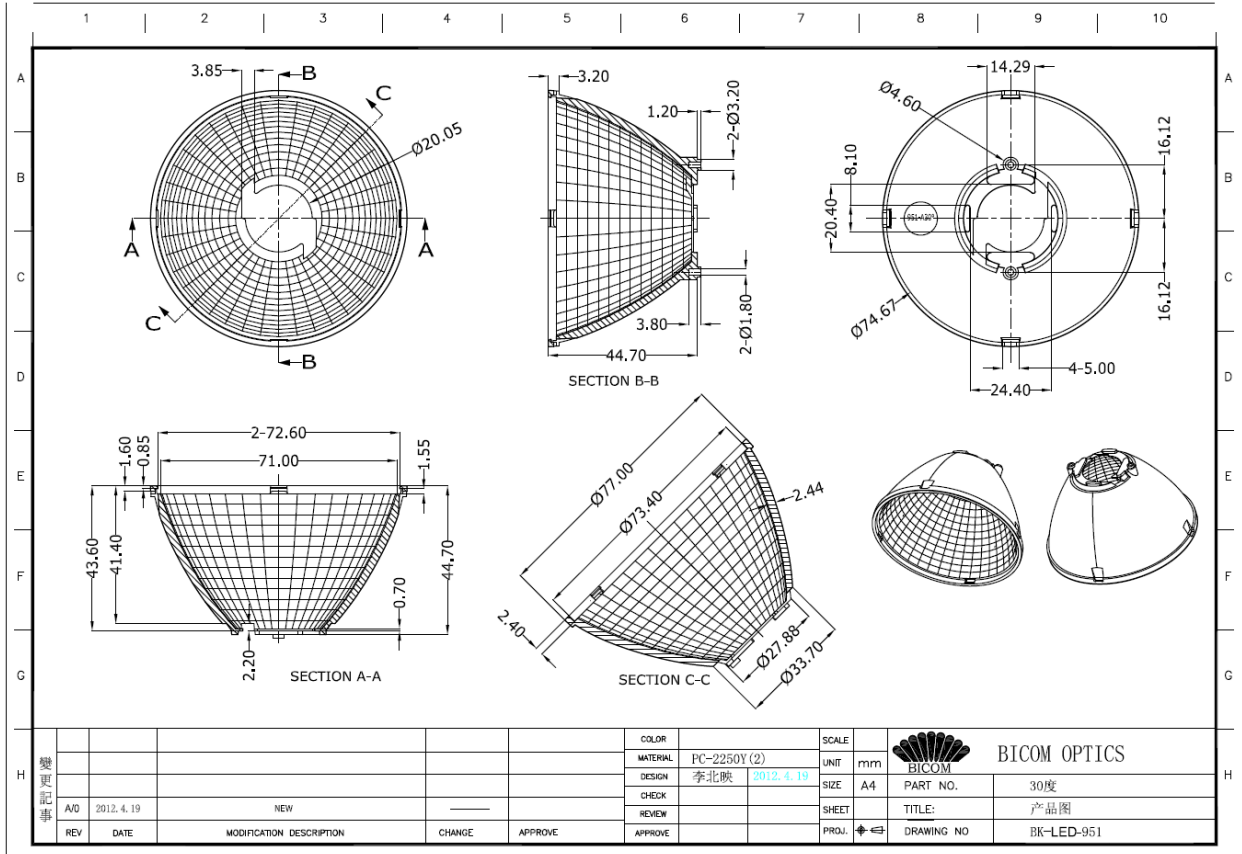 1 2 3 4 5 6 7 8 9 10
A A
B B
C C
D D
E E
F F
G G
H H
3.85
B
C
Ø20.05
A A
C
B
3.20
1.20
2-Ø3.20
3.80
2-Ø1.80
44.70
SECTION B-B
14.29
Ø4.60
16.12
8.10
20.40
16.12
Ø74.67
4-5.00
24.40
2-72.60
71.00
1.60
0.85
1.55
43.60
41.40
44.70
0.70
2.20
SECTION A-A
Ø77.00
Ø73.40
2.44
2.40
Ø27.88
Ø33.70
SECTION C-C
變更記事
A/0 2012.4.19 NEW
REV DATE MODIFICATION DESCRIPTION CHANGE APPROVE
COLOR
MATERIAL PC-2250Y(2)
DESIGN 李北映 2012.4.19
CHECK
REVIEW
APPROVE
SCALE
UNIT mm
SIZE A4
SHEET
PROJ.
BICOM
BICOM OPTICS
PART NO. 30度
TITLE: 产品图
DRAWING NO BK-LED-951